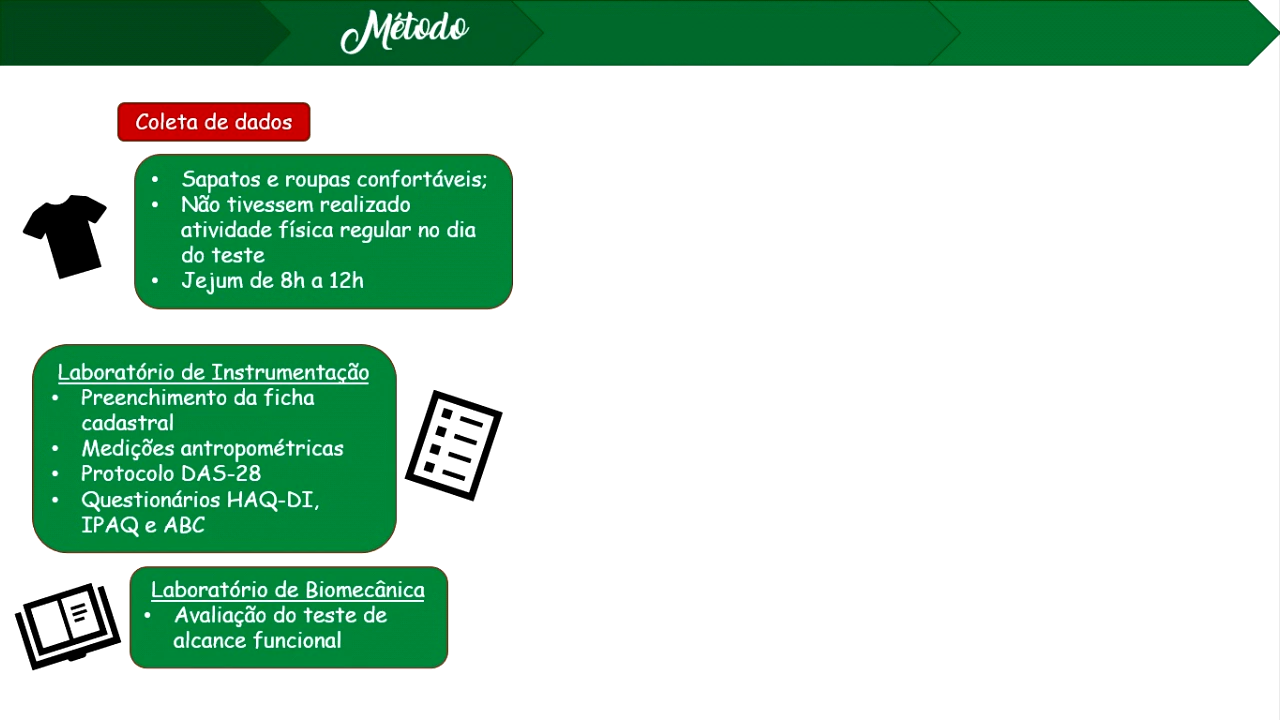 Método
Coleta de dados
• Sapatos e roupas confortáveis;
• Não tivessem realizado
atividade física regular no dia
do teste
• Jejum de 8h a 12h
Laboratório de Instrumentação
• Preenchimento da ficha
cadastral
• Medições antropométricas
• Protocolo DAS-28
• Questionários HAQ-DI,
IPAQ e ABC
Laboratório de Biomecânica
• Avaliação do teste de
alcance funcional